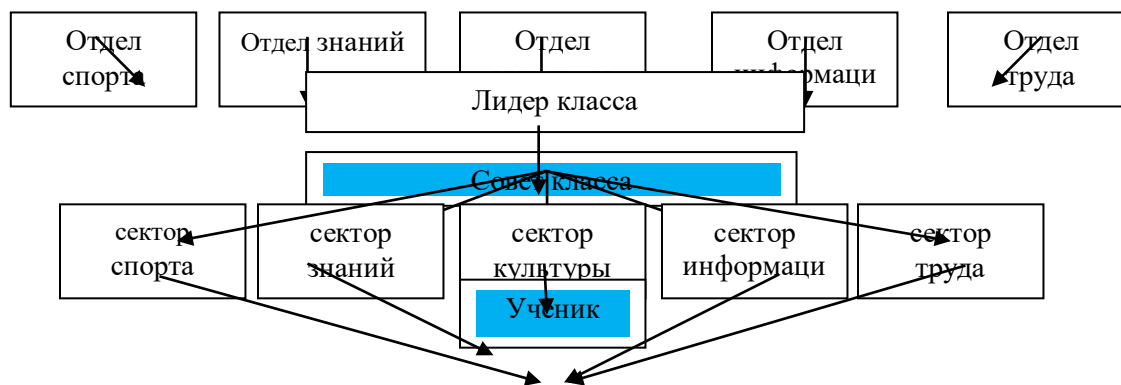 Отдел
спорта
Отдел знаний
Отдел
Отдел
информаци
Отдел
труда
Лидер класса
Совет класса
сектор
спорта
сектор
знаний
сектор
культуры
сектор
информаци
сектор
труда
Ученик